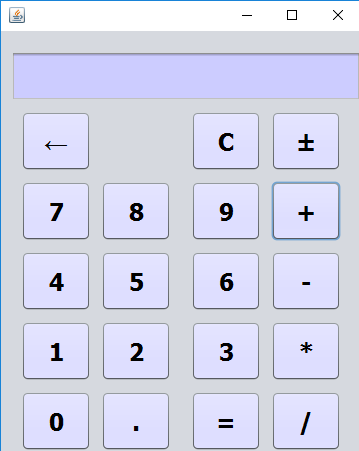 ← C ±
7 8 9 +
4 5 6 -
1 2 3 *
0 . = /